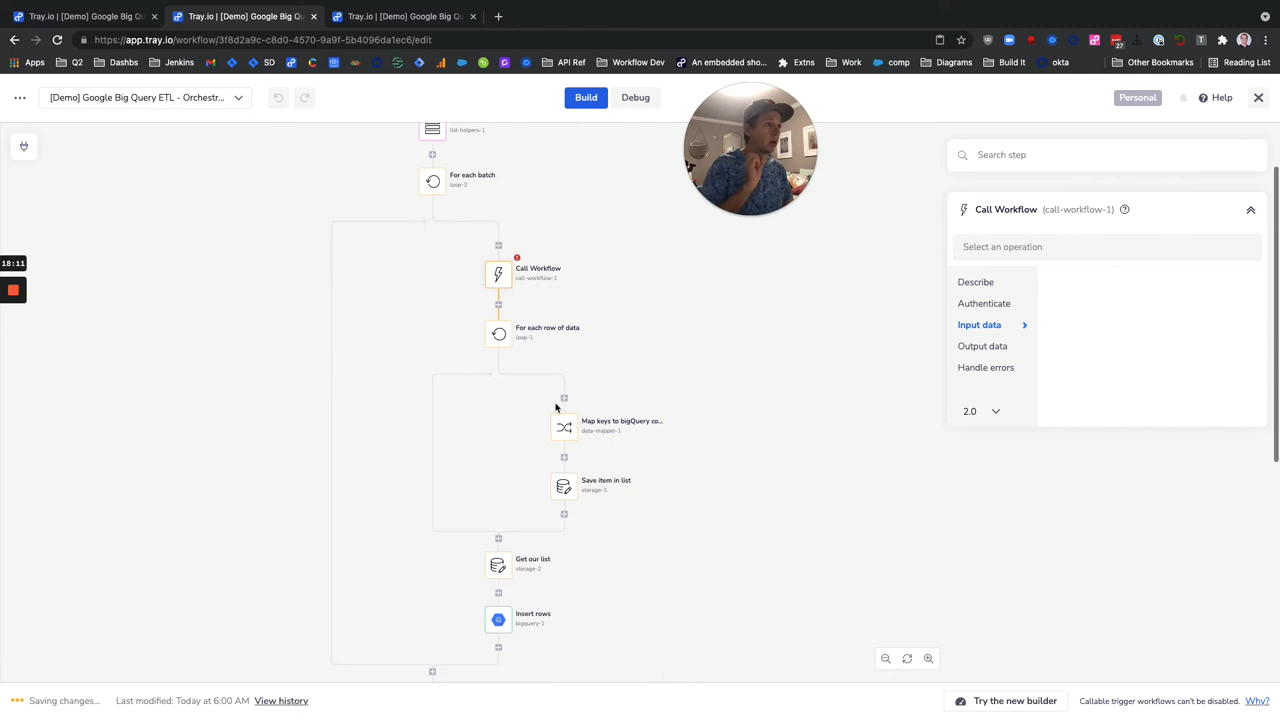 Tray.io | [Demo] Google Big Qu
Tray.io | [Demo] Google Big Qu
Tray.io | [Demo] Google Big Qu
https://app.tray.io/workflow/3f8d2a9c-c8d0-4570-9a9f-5b4096da1ec6/edit
27
Apps
Q2
Dashbs
Jenkins
SD
API Ref
Workflow Dev
An embedded sho...
Extns
Work
comp
Diagrams
Build It
okta
Other Bookmarks
Reading List
[Demo] Google Big Query ETL - Orchestr...
Build
Debug
Personal
Help
list-helpers-1
For each batch
loop-2
Call Workflow
call-workflow-1
For each row of data
loop-1
Map keys to bigQuery co...
data-mapper-1
Save item in list
storage-1
Get our list
storage-2
Insert rows
bigquery-1
18:11
Search step
Call Workflow (call-workflow-1)
Select an operation
Describe
Authenticate
Input data
Output data
Handle errors
2.0
Saving changes...
Last modified: Today at 6:00 AM View history
Try the new builder
Callable trigger workflows can't be disabled. Why?